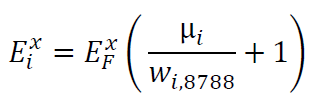 E_i^x = E_F^x ( μ_i / w_{i,8788} + 1 )